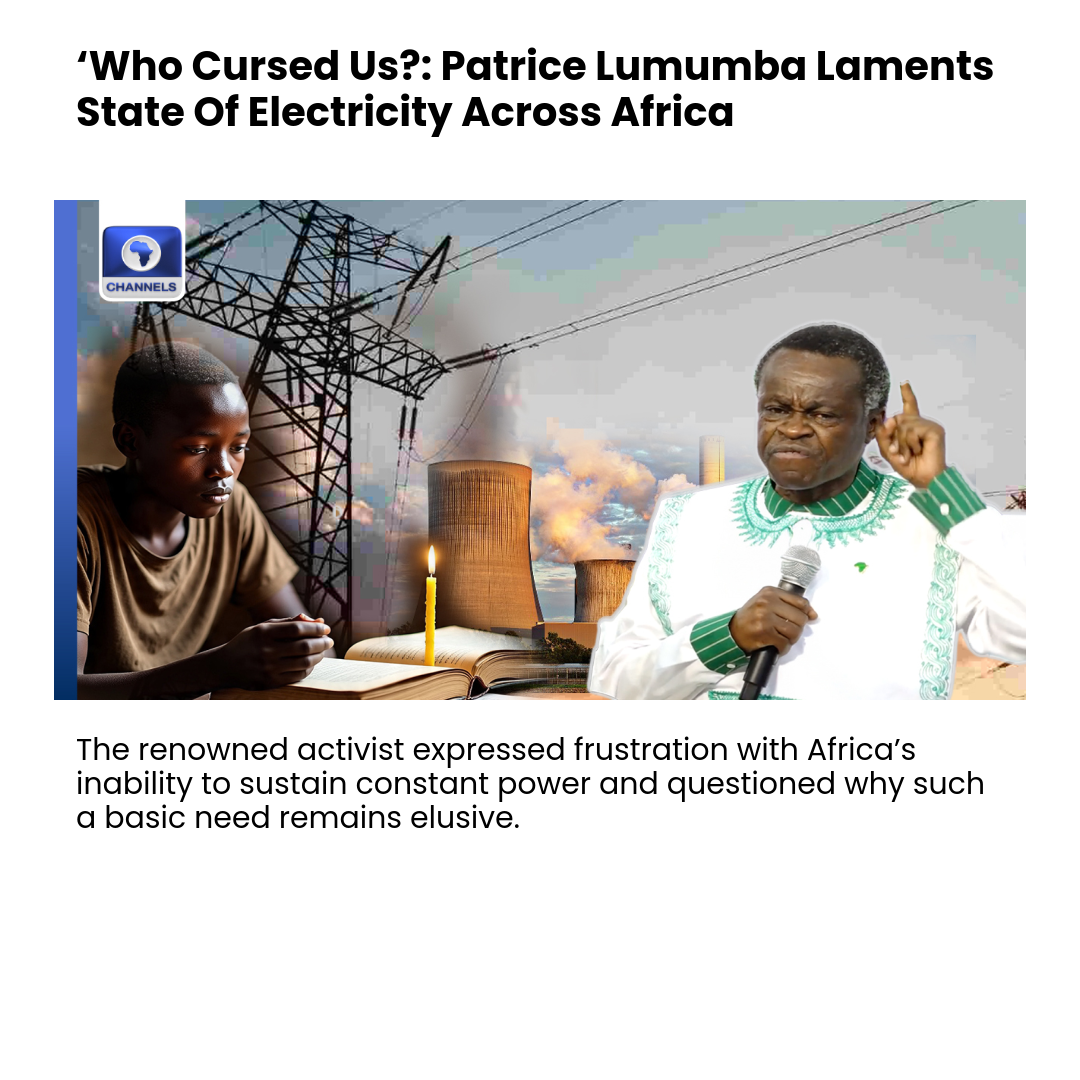 ‘Who Cursed Us?: Patrice Lumumba Laments
State Of Electricity Across Africa
CHANNELS
The renowned activist expressed frustration with Africa’s
inability to sustain constant power and questioned why such
a basic need remains elusive.